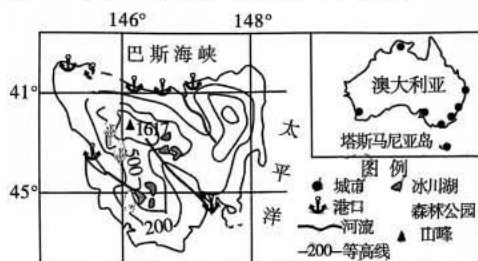 146° 148°
巴斯海峡
41°
1617
500
太
平
洋
45°
200
澳大利亚
塔斯马尼亚岛
图例
城市 冰川湖
港口 森林公园
河流 山峰
—200—等高线